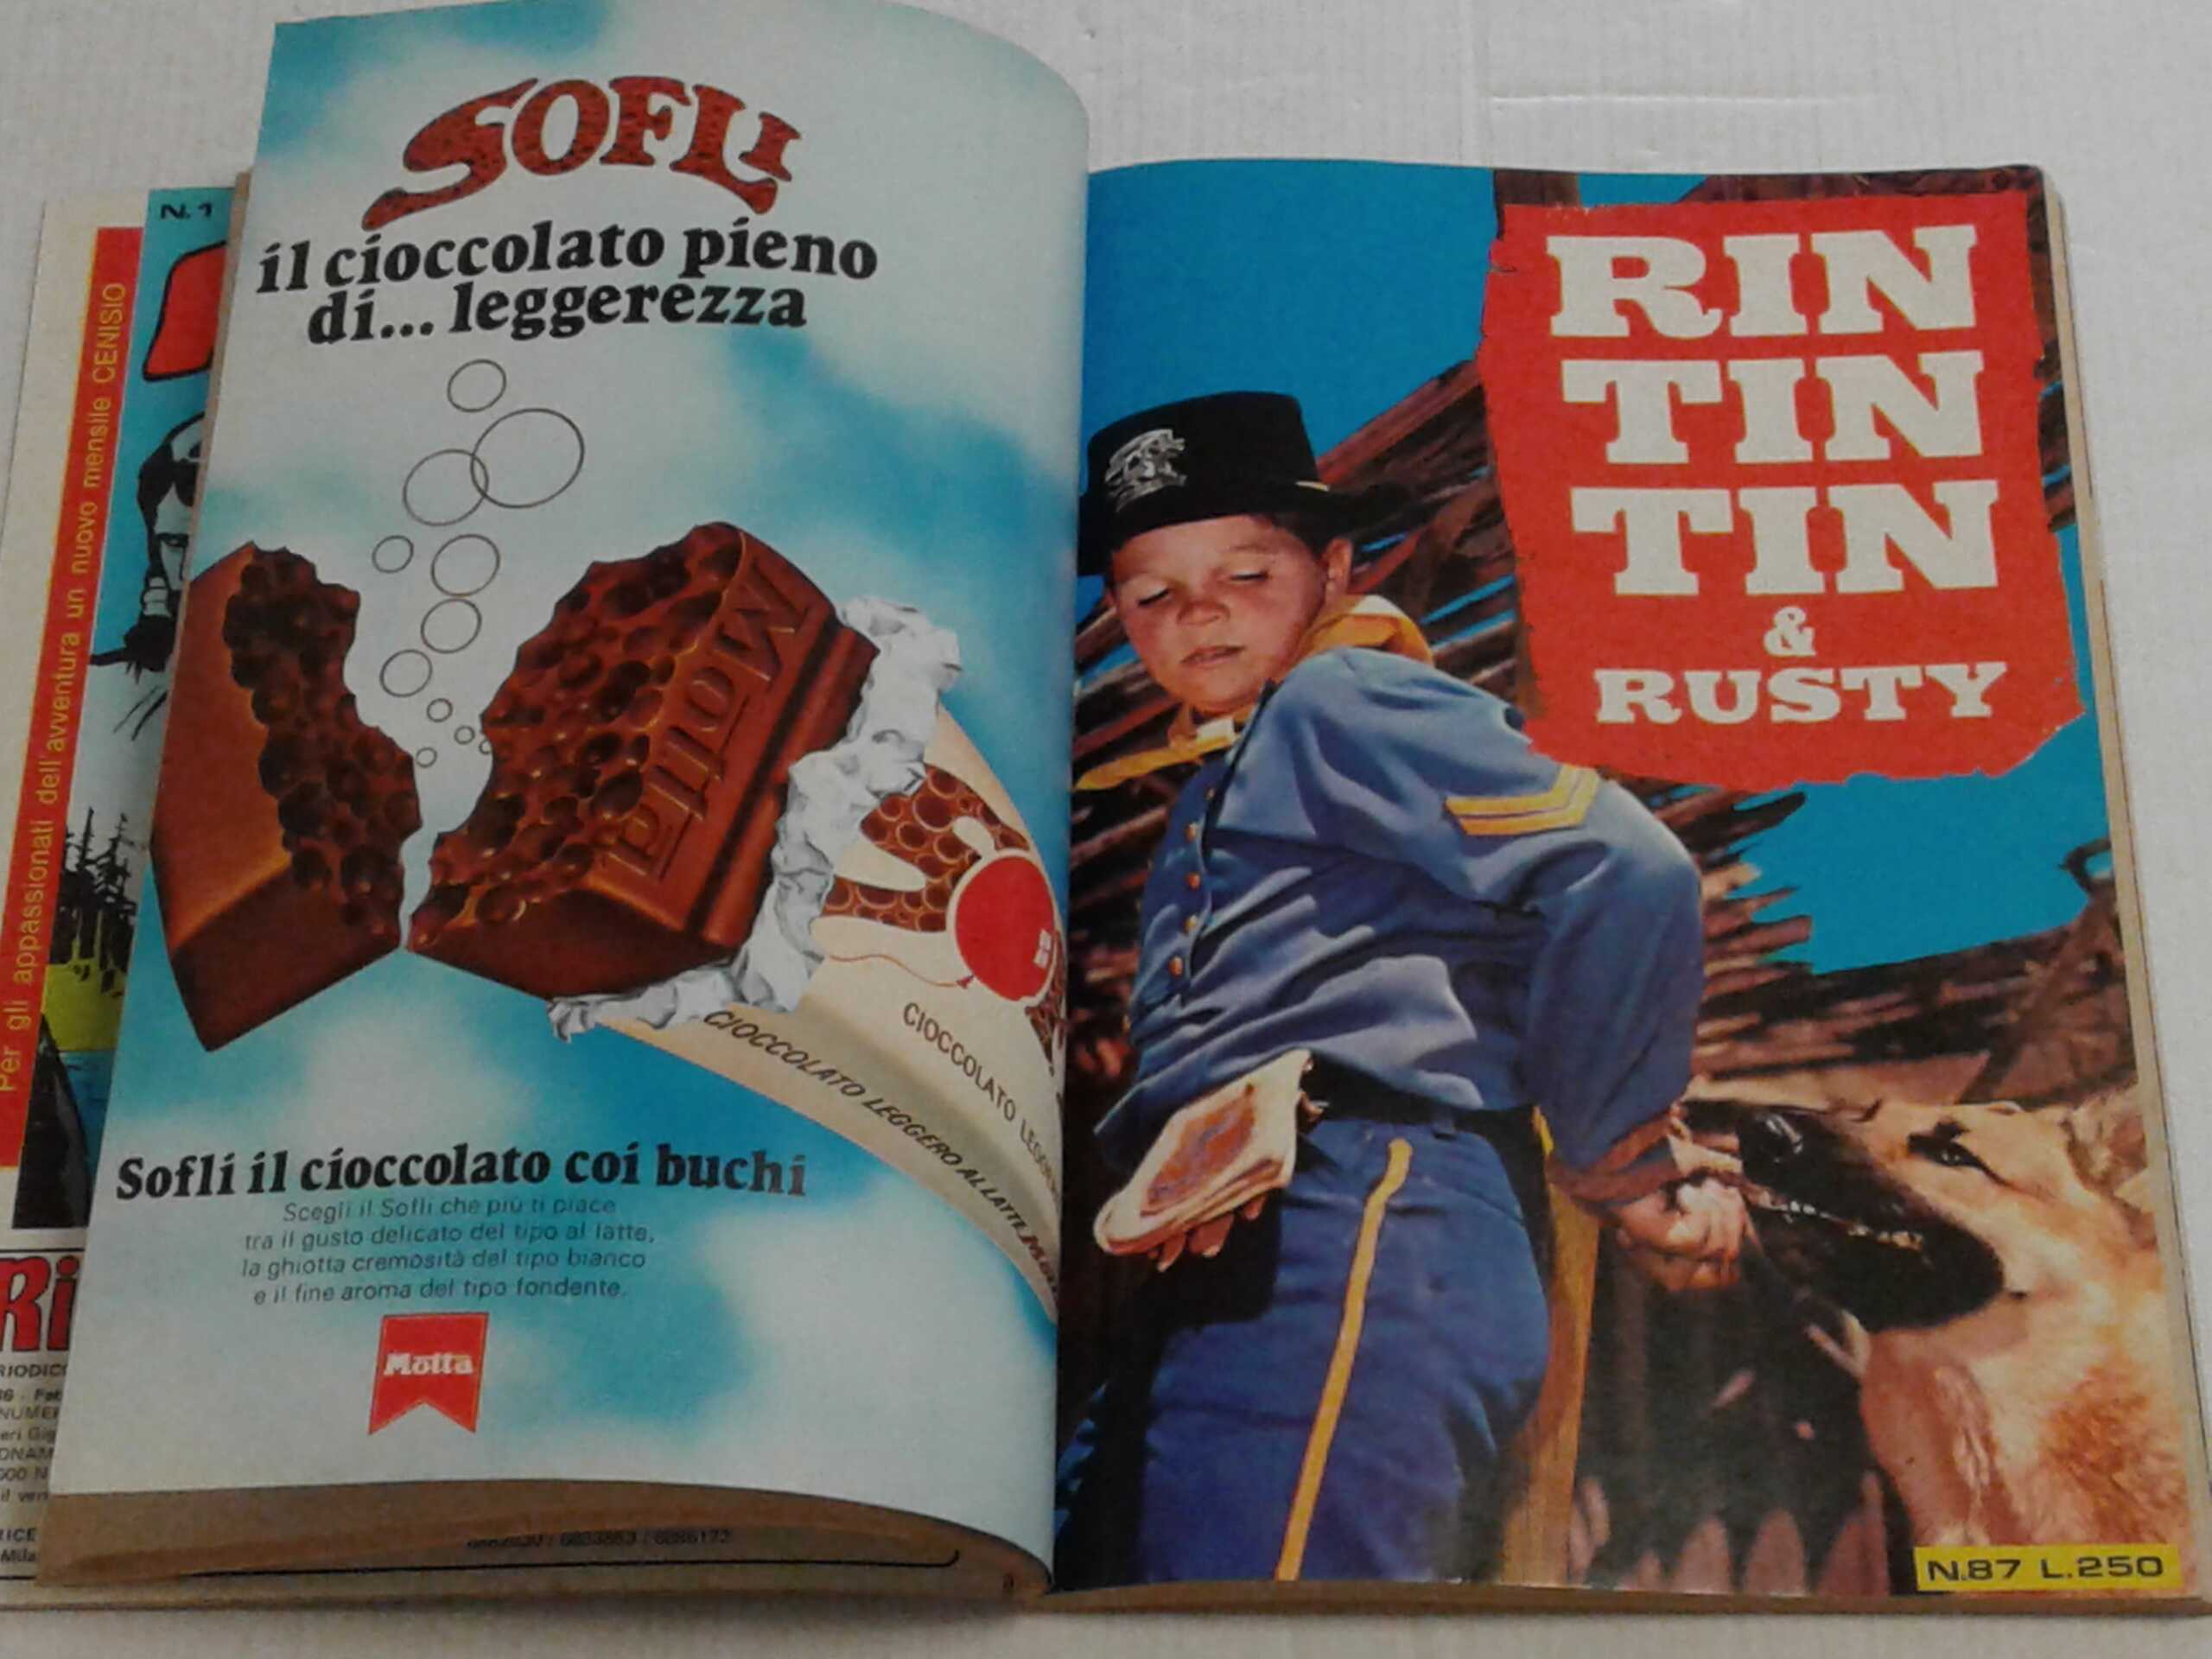 N. 1
Per gli appassionati dell'avventura un nuovo mensile CENISIO
SOFLI
il cioccolato pieno
di... leggerezza
Motta
CIOCCOLATO
CIOCCOLATO LEGGERO AL LATTE
Sofli il cioccolato coi buchi
Scegli il Sofli che più ti piace
tra il gusto delicato del tipo al latte,
la ghiotta cremosità del tipo bianco
e il fine aroma del tipo fondente.
Motta
RIN
TIN
TIN
&
RUSTY
N.87 L.250